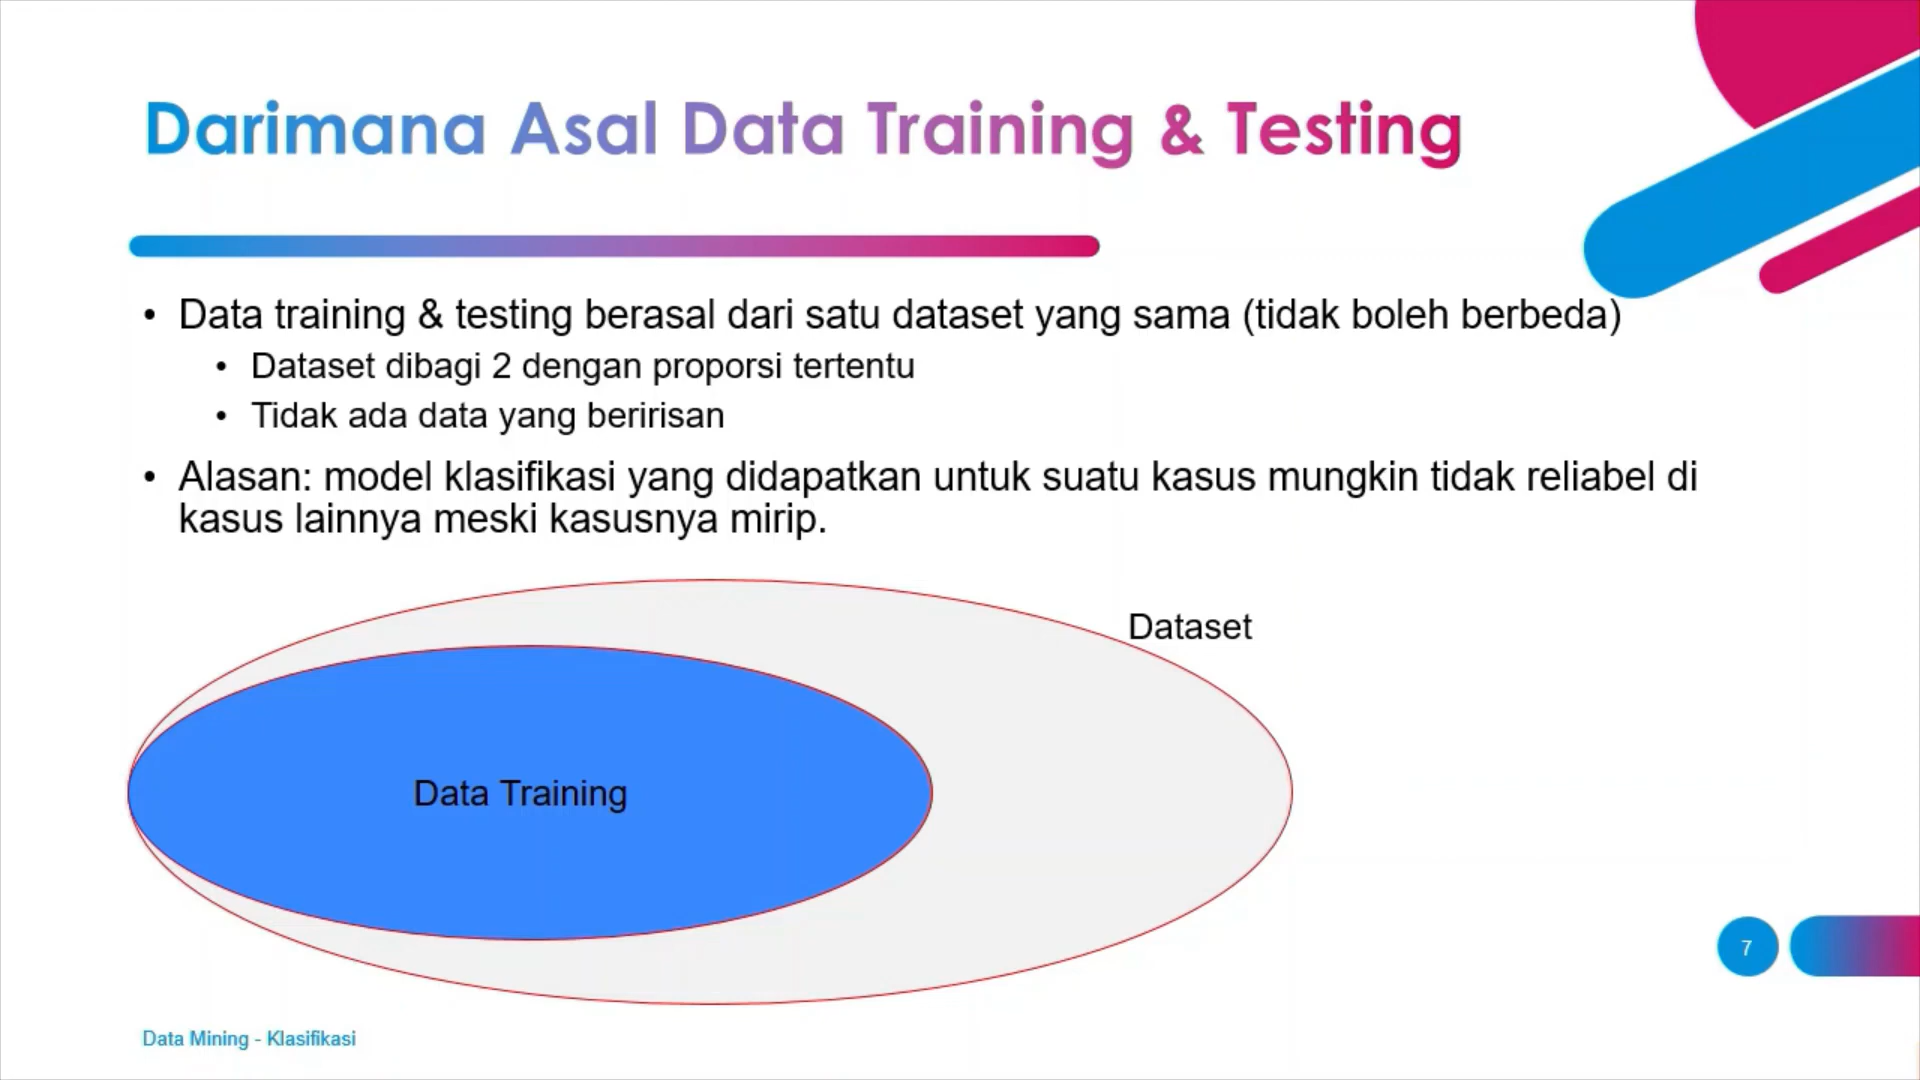 Darimana Asal Data Training & Testing
• Data training & testing berasal dari satu dataset yang sama (tidak boleh berbeda)
• Dataset dibagi 2 dengan proporsi tertentu
• Tidak ada data yang beririsan
• Alasan: model klasifikasi yang didapatkan untuk suatu kasus mungkin tidak reliabel di
kasus lainnya meski kasusnya mirip.
Dataset
Data Training
7
Data Mining - Klasifikasi